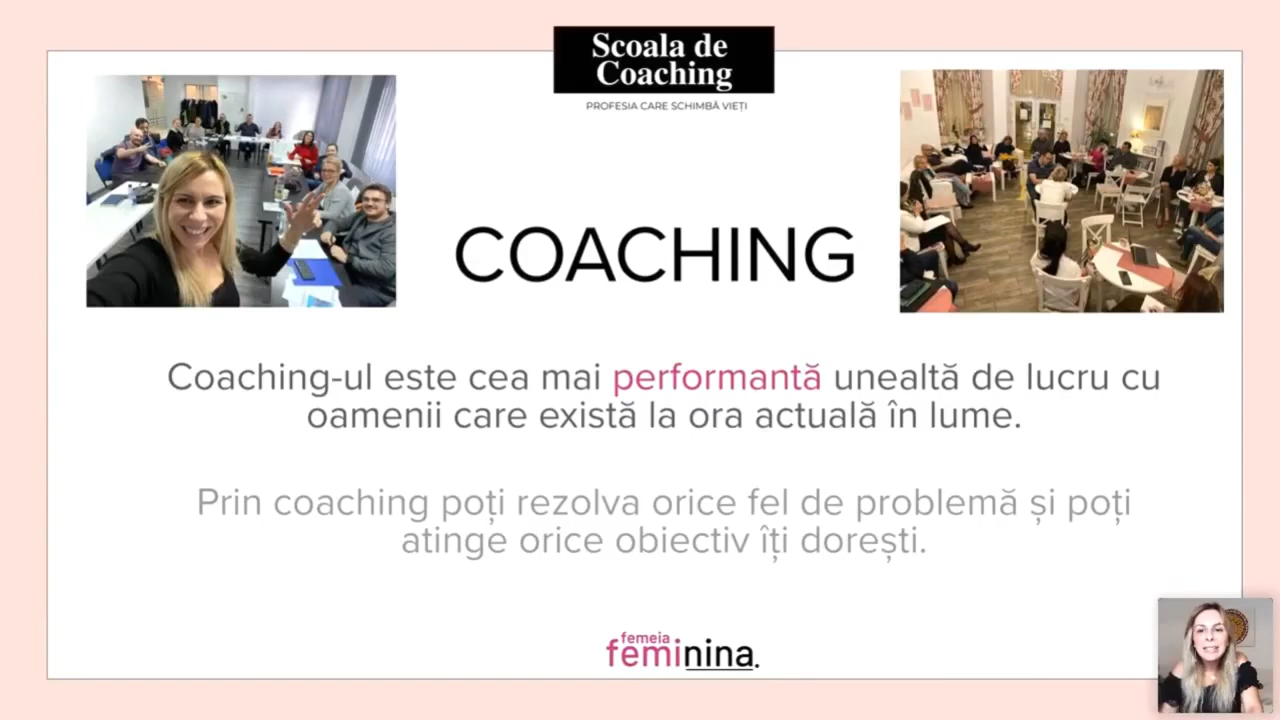 Scoala de
Coaching
PROFESIA CARE SCHIMBĂ VIEȚI
COACHING
Coaching-ul este cea mai performantă unealtă de lucru cu
oamenii care există la ora actuală în lume.
Prin coaching poți rezolva orice fel de problemă și poți
atinge orice obiectiv îți dorești.
femeia
feminina.